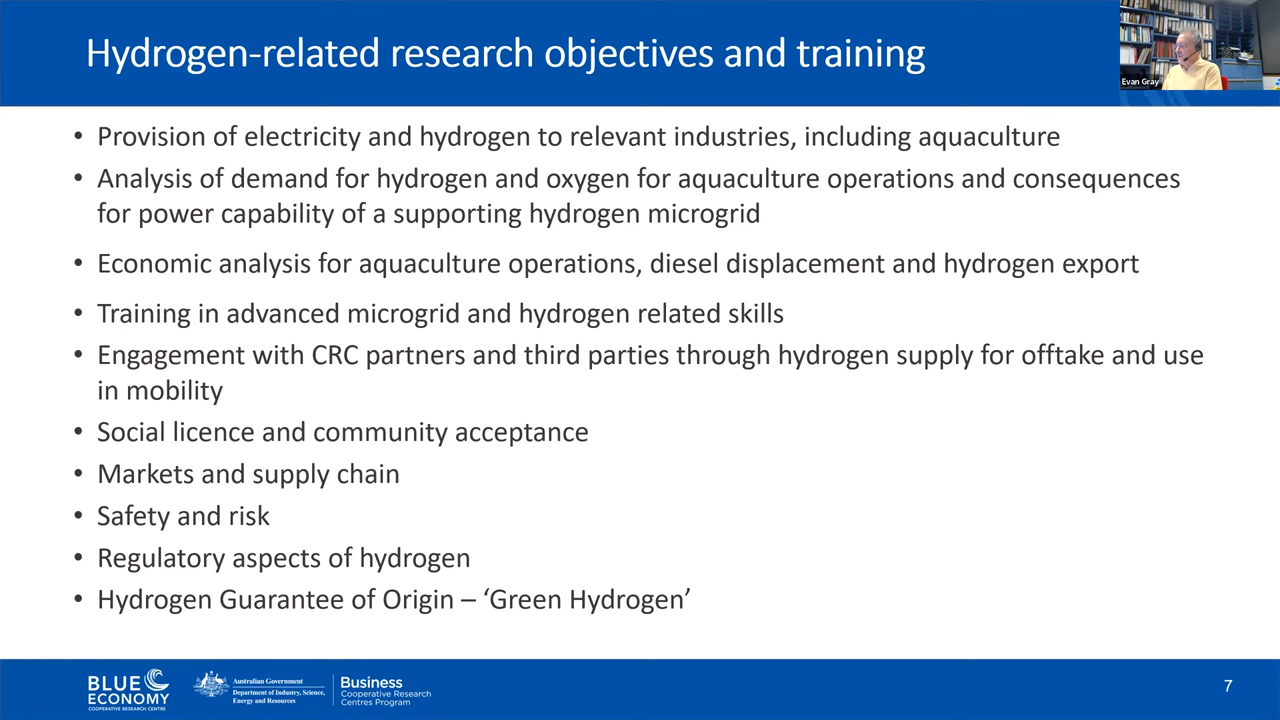 Hydrogen-related research objectives and training
Evan Gray
• Provision of electricity and hydrogen to relevant industries, including aquaculture
• Analysis of demand for hydrogen and oxygen for aquaculture operations and consequences
for power capability of a supporting hydrogen microgrid
• Economic analysis for aquaculture operations, diesel displacement and hydrogen export
• Training in advanced microgrid and hydrogen related skills
• Engagement with CRC partners and third parties through hydrogen supply for offtake and use
in mobility
• Social licence and community acceptance
• Markets and supply chain
• Safety and risk
• Regulatory aspects of hydrogen
• Hydrogen Guarantee of Origin – ‘Green Hydrogen’
BLUE
ECONOMY
COOPERATIVE RESEARCH CENTRE
Australian Government
Department of Industry, Science,
Energy and Resources
Business
Cooperative Research
Centres Program
7